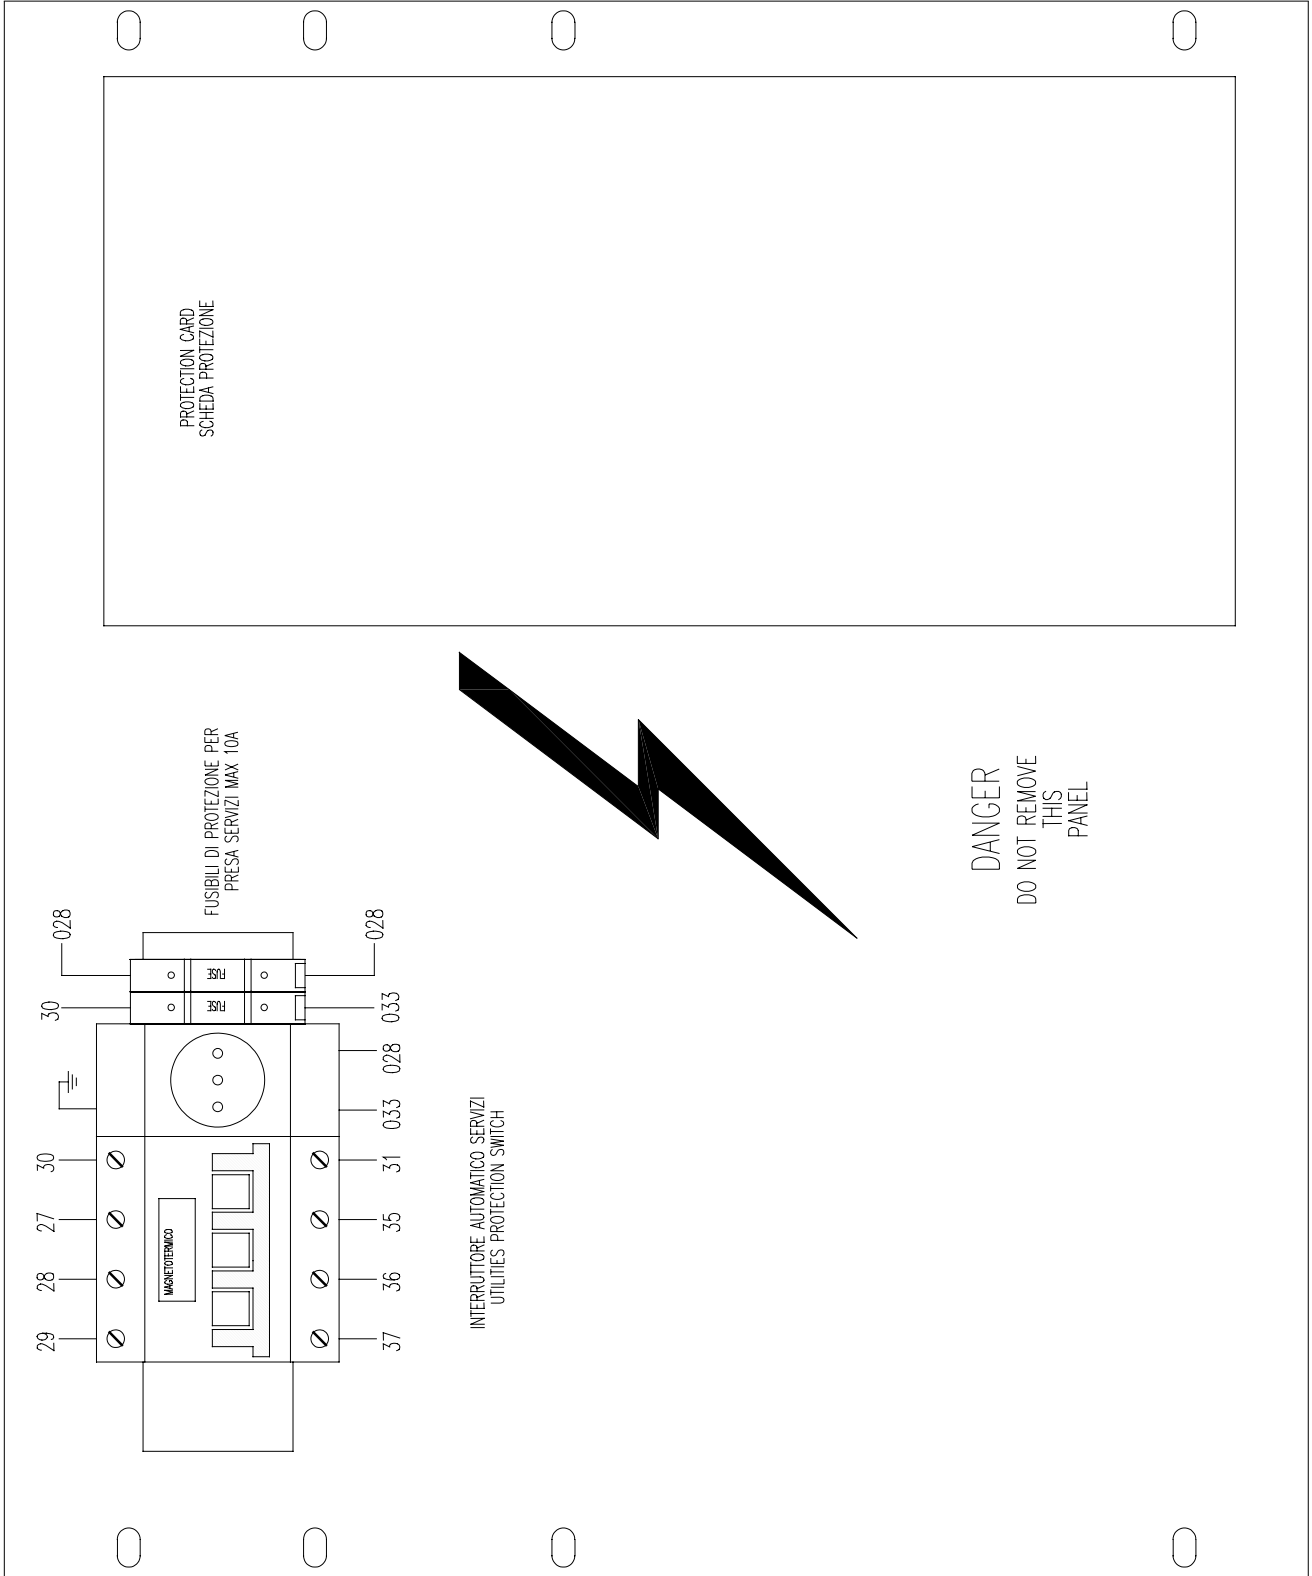 29 28 27 30 30 028
MAGNETOTERMICO
FUSE
FUSE
FUSIBILI DI PROTEZIONE PER
PRESA SERVIZI MAX 10A
PROTECTION CARD
SCHEDA PROTEZIONE
37 36 35 31 033 028 033 028
INTERRUTTORE AUTOMATICO SERVIZI
UTILITIES PROTECTION SWITCH
DANGER
DO NOT REMOVE
THIS
PANEL